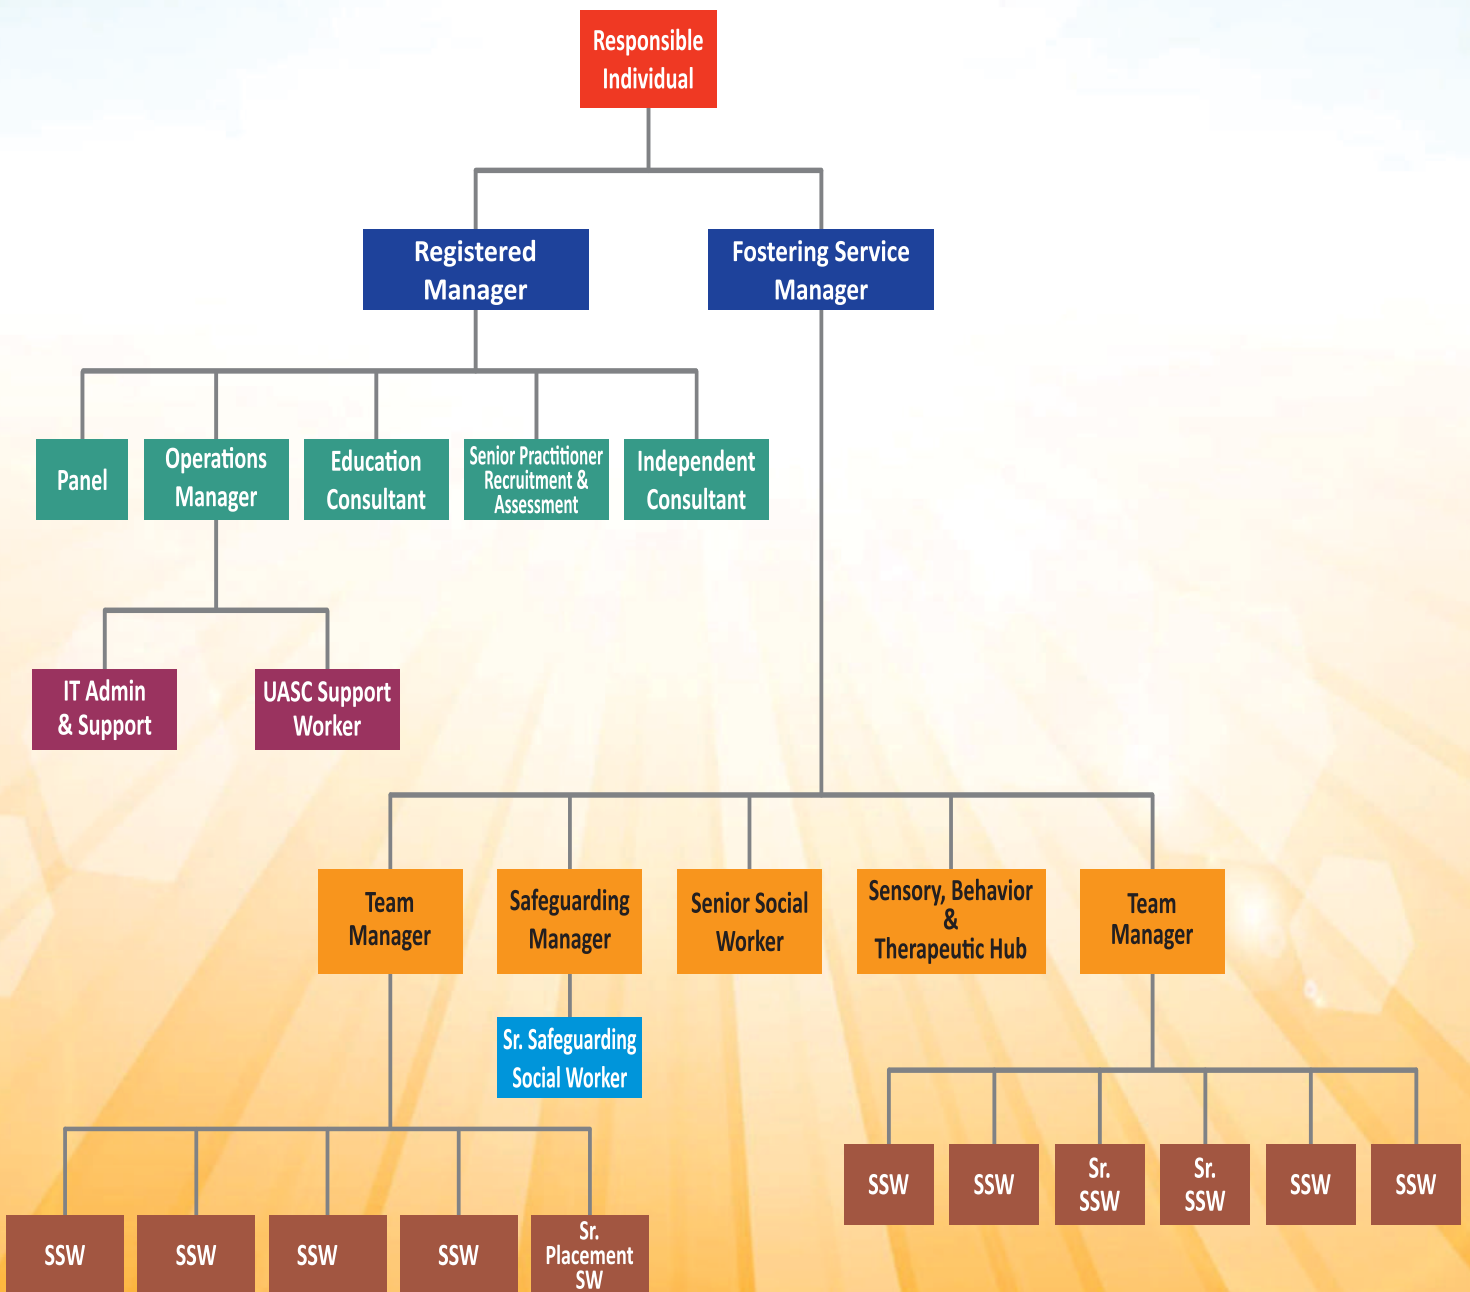 Responsible
Individual
Registered
Manager
Fostering Service
Manager
Panel
Operations
Manager
Education
Consultant
Senior Practitioner
Recruitment &
Assessment
Independent
Consultant
IT Admin
& Support
UASC Support
Worker
Team
Manager
Safeguarding
Manager
Senior Social
Worker
Sensory, Behavior
&
Therapeutic Hub
Team
Manager
Sr. Safeguarding
Social Worker
SSW
SSW
Sr.
SSW
Sr.
SSW
SSW
SSW
SSW
SSW
SSW
SSW
Sr.
Placement
SW